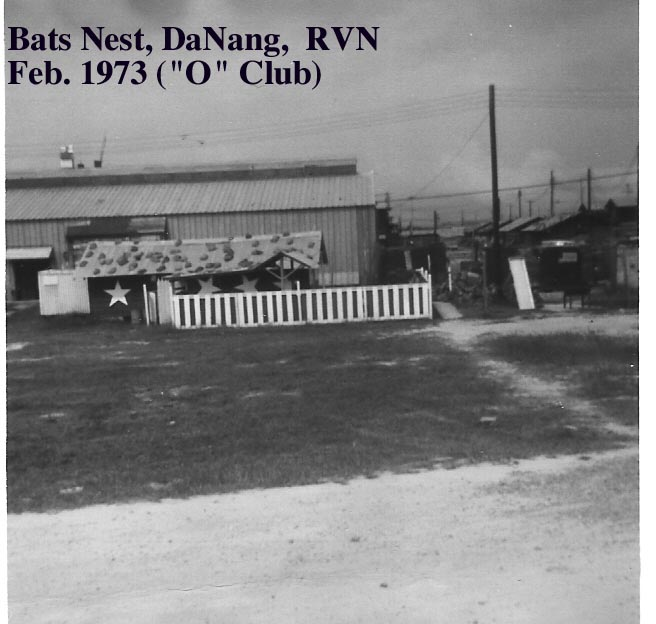 Bats Nest, DaNang, RVN
Feb. 1973 ("O" Club)